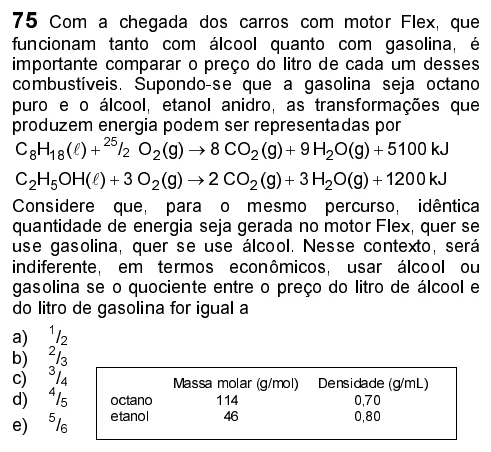 75 Com a chegada dos carros com motor Flex, que
funcionam tanto com álcool quanto com gasolina, é
importante comparar o preço do litro de cada um desses
combustíveis. Supondo-se que a gasolina seja octano
puro e o álcool, etanol anidro, as transformações que
produzem energia podem ser representadas por
C₈H₁₈(ℓ) + ²⁵/₂ O₂(g) → 8 CO₂(g) + 9 H₂O(g) + 5100 kJ
C₂H₅OH(ℓ) + 3 O₂(g) → 2 CO₂(g) + 3 H₂O(g) + 1200 kJ
Considere que, para o mesmo percurso, idêntica
quantidade de energia seja gerada no motor Flex, quer se
use gasolina, quer se use álcool. Nesse contexto, será
indiferente, em termos econômicos, usar álcool ou
gasolina se o quociente entre o preço do litro de álcool e
do litro de gasolina for igual a
a) ¹/₂
b) ²/₃
c) ³/₄
d) ⁴/₅
e) ⁵/₆
Massa molar (g/mol) Densidade (g/mL)
octano 114 0,70
etanol 46 0,80